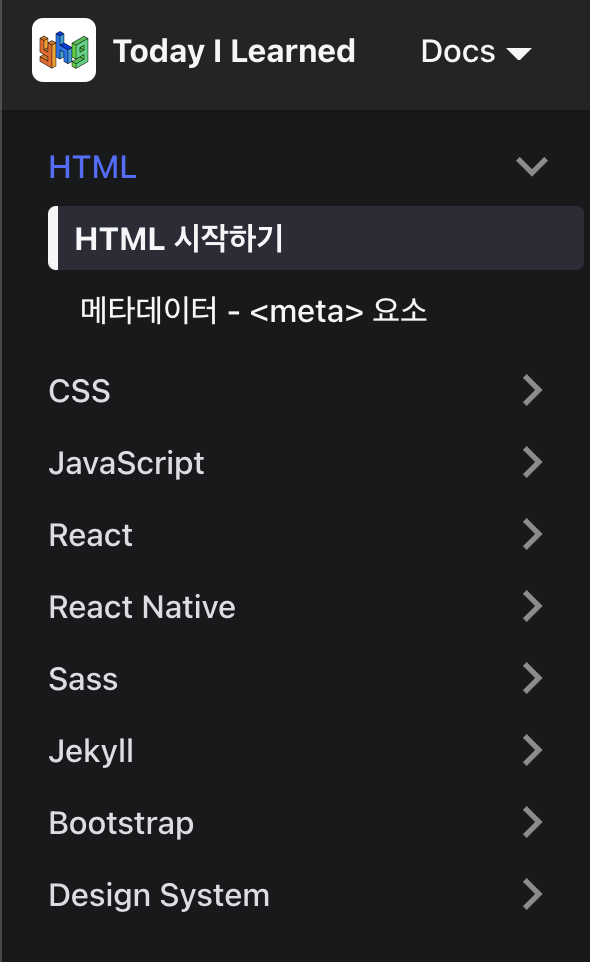 yhg
Today I Learned
Docs
HTML
HTML 시작하기
메타데이터 - <meta> 요소
CSS
JavaScript
React
React Native
Sass
Jekyll
Bootstrap
Design System